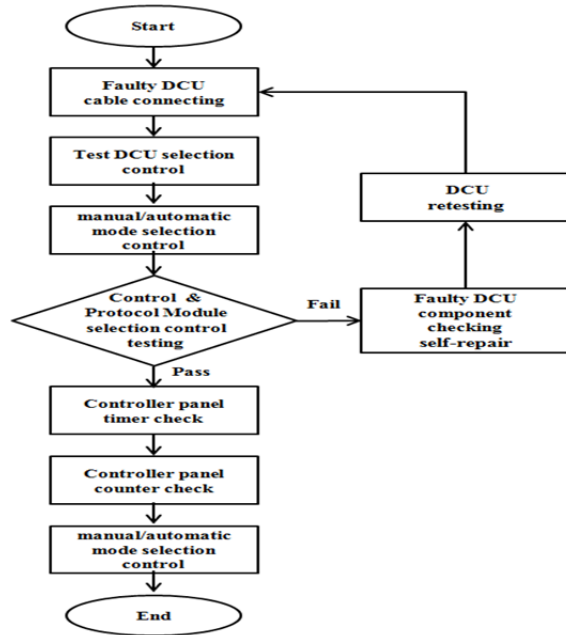 Start
Faulty DCU
cable connecting
Test DCU selection
control
manual/automatic
mode selection
control
Control & 
Protocol Module
selection control
testing
Fail
Faulty DCU
component
checking
self-repair
DCU
retesting
Pass
Controller panel
timer check
Controller panel
counter check
manual/automatic
mode selection
control
End